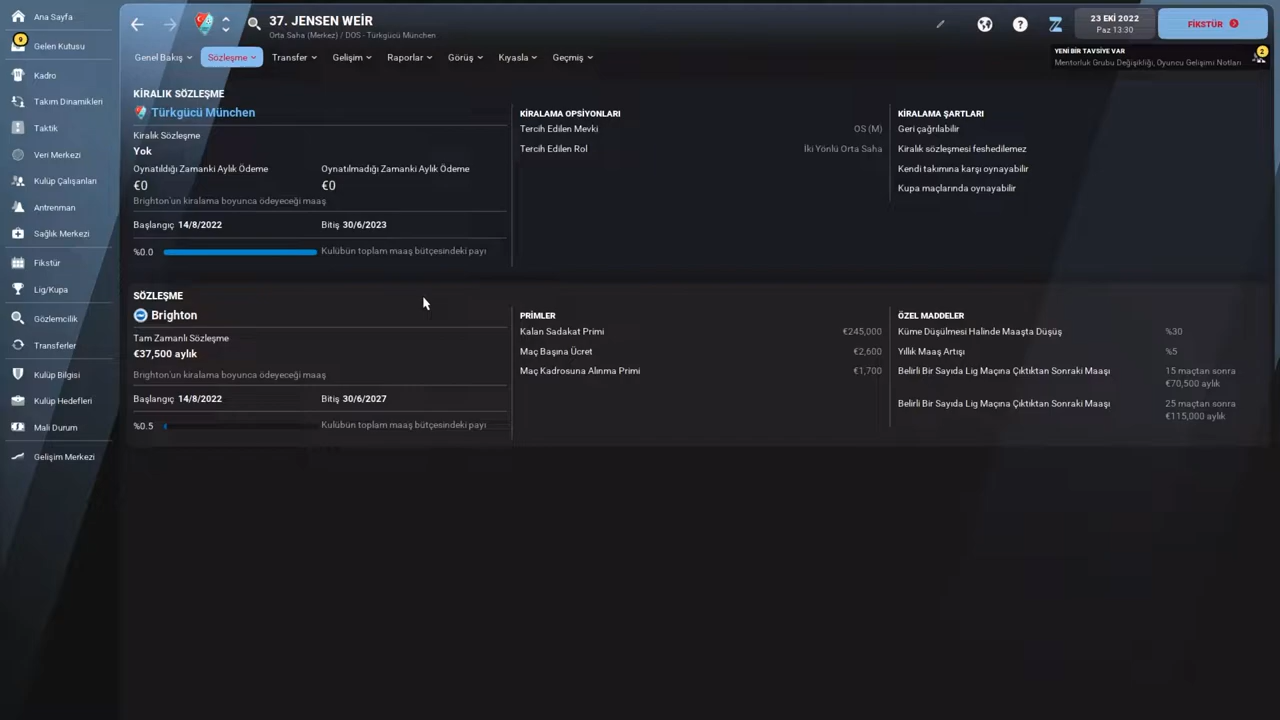 Ana Sayfa
9
Gelen Kutusu
Kadro
Takım Dinamikleri
Taktik
Veri Merkezi
Kulüp Çalışanları
Antrenman
Sağlık Merkezi
Fikstür
Lig/Kupa
Gözlemcilik
Transferler
Kulüp Bilgisi
Kulüp Hedefleri
Mali Durum
Gelişim Merkezi
37. JENSEN WEİR
Orta Saha (Merkez) / DOS - Türkgücü München
23 EKİ 2022
Paz 13:30
FİKSTÜR
Genel Bakış
Sözleşme
Transfer
Gelişim
Raporlar
Görüş
Kıyasla
Geçmiş
YENİ BİR TAVSİYE VAR
Mentorluk Grubu Değişikliği, Oyuncu Gelişimi Notları
2
KİRALIK SÖZLEŞME
Türkgücü München
Kiralık Sözleşme
Yok
Oynatıldığı Zamanki Aylık Ödeme Oynatılmadığı Zamanki Aylık Ödeme
€0 €0
Brighton'un kiralama boyunca ödeyeceği maaş
Başlangıç 14/8/2022 Bitiş 30/6/2023
%0.0 Kulübün toplam maaş bütçesindeki payı
KİRALAMA OPSİYONLARI
Tercih Edilen Mevki OS (M)
Tercih Edilen Rol İki Yönlü Orta Saha
KİRALAMA ŞARTLARI
Geri çağrılabilir
Kiralık sözleşmesi feshedilemez
Kendi takımına karşı oynayabilir
Kupa maçlarında oynayabilir
SÖZLEŞME
Brighton
Tam Zamanlı Sözleşme
€37,500 aylık
Brighton'un kiralama boyunca ödeyeceği maaş
Başlangıç 14/8/2022 Bitiş 30/6/2027
%0.5 Kulübün toplam maaş bütçesindeki payı
PRİMLER
Kalan Sadakat Primi €245,000
Maç Başına Ücret €2,600
Maç Kadrosuna Alınma Primi €1,700
ÖZEL MADDELER
Küme Düşülmesi Halinde Maaşta Düşüş %30
Yıllık Maaş Artışı %5
Belirli Bir Sayıda Lig Maçına Çıktıktan Sonraki Maaşı 15 maçtan sonra
€70,500 aylık
Belirli Bir Sayıda Lig Maçına Çıktıktan Sonraki Maaşı 25 maçtan sonra
€115,000 aylık